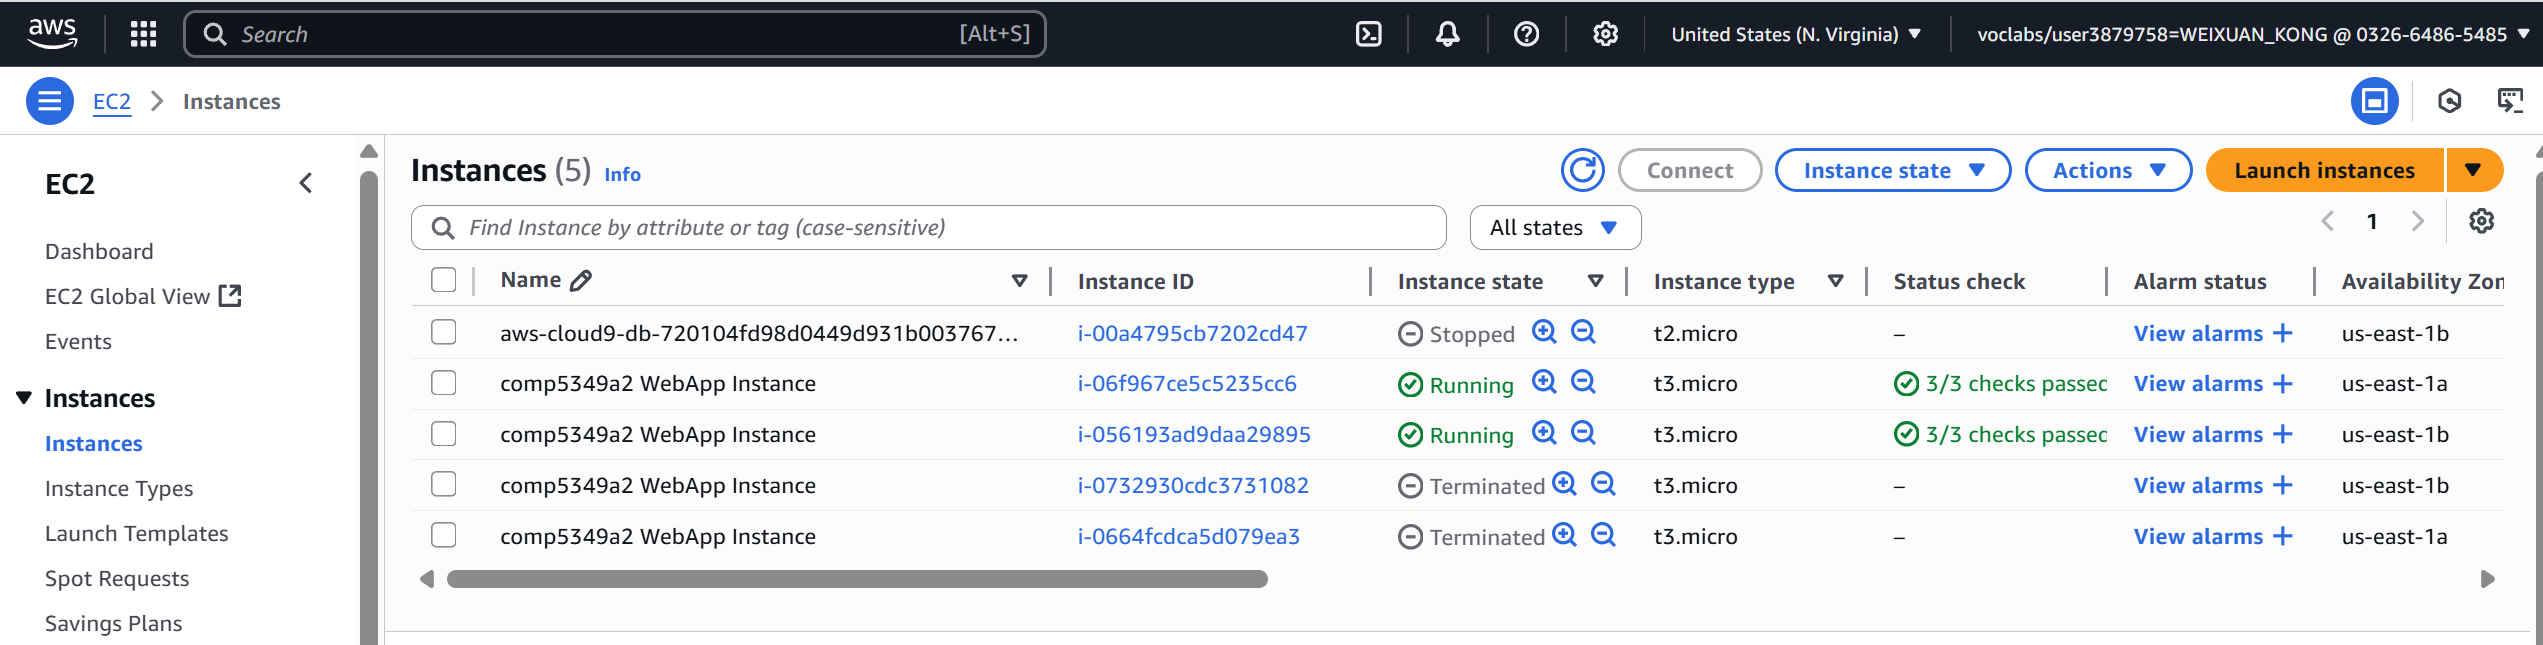 aws
Search [Alt+S] United States (N. Virginia) voclabs/user3879758=WEIXUAN_KONG @ 0326-6486-5485
EC2 Instances
EC2
Dashboard
EC2 Global View
Events
Instances
Instances
Instance Types
Launch Templates
Spot Requests
Savings Plans
Instances (5) Info Connect Instance state Actions Launch instances
Find Instance by attribute or tag (case-sensitive) All states 1
Name Instance ID Instance state Instance type Status check Alarm status Availability Zon
aws-cloud9-db-720104fd98d0449d931b003767... i-00a4795cb7202cd47 Stopped t2.micro – View alarms + us-east-1b
comp5349a2 WebApp Instance i-06f967ce5c5235cc6 Running t3.micro 3/3 checks passed View alarms + us-east-1a
comp5349a2 WebApp Instance i-056193ad9daa29895 Running t3.micro 3/3 checks passed View alarms + us-east-1b
comp5349a2 WebApp Instance i-0732930cdc3731082 Terminated t3.micro – View alarms + us-east-1b
comp5349a2 WebApp Instance i-0664fcdca5d079ea3 Terminated t3.micro – View alarms + us-east-1a